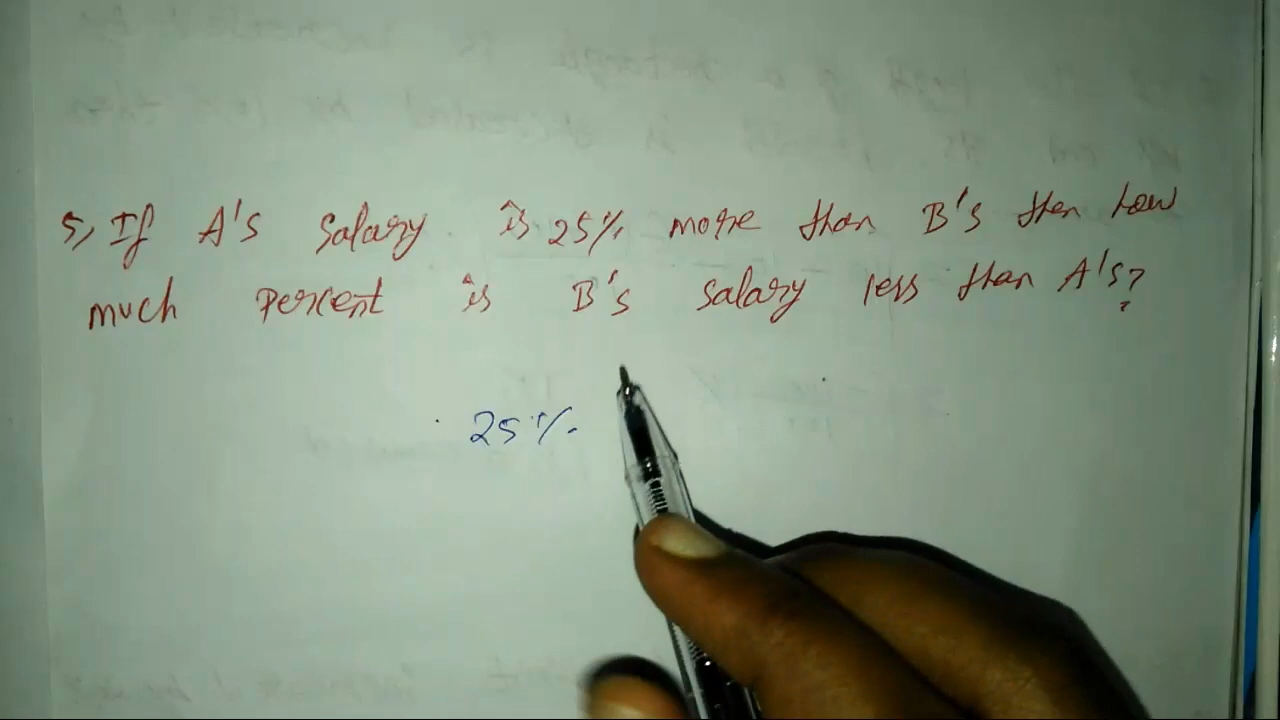 5, If A's salary is 25% more than B's then how
much percent is B's salary less than A's?
25%